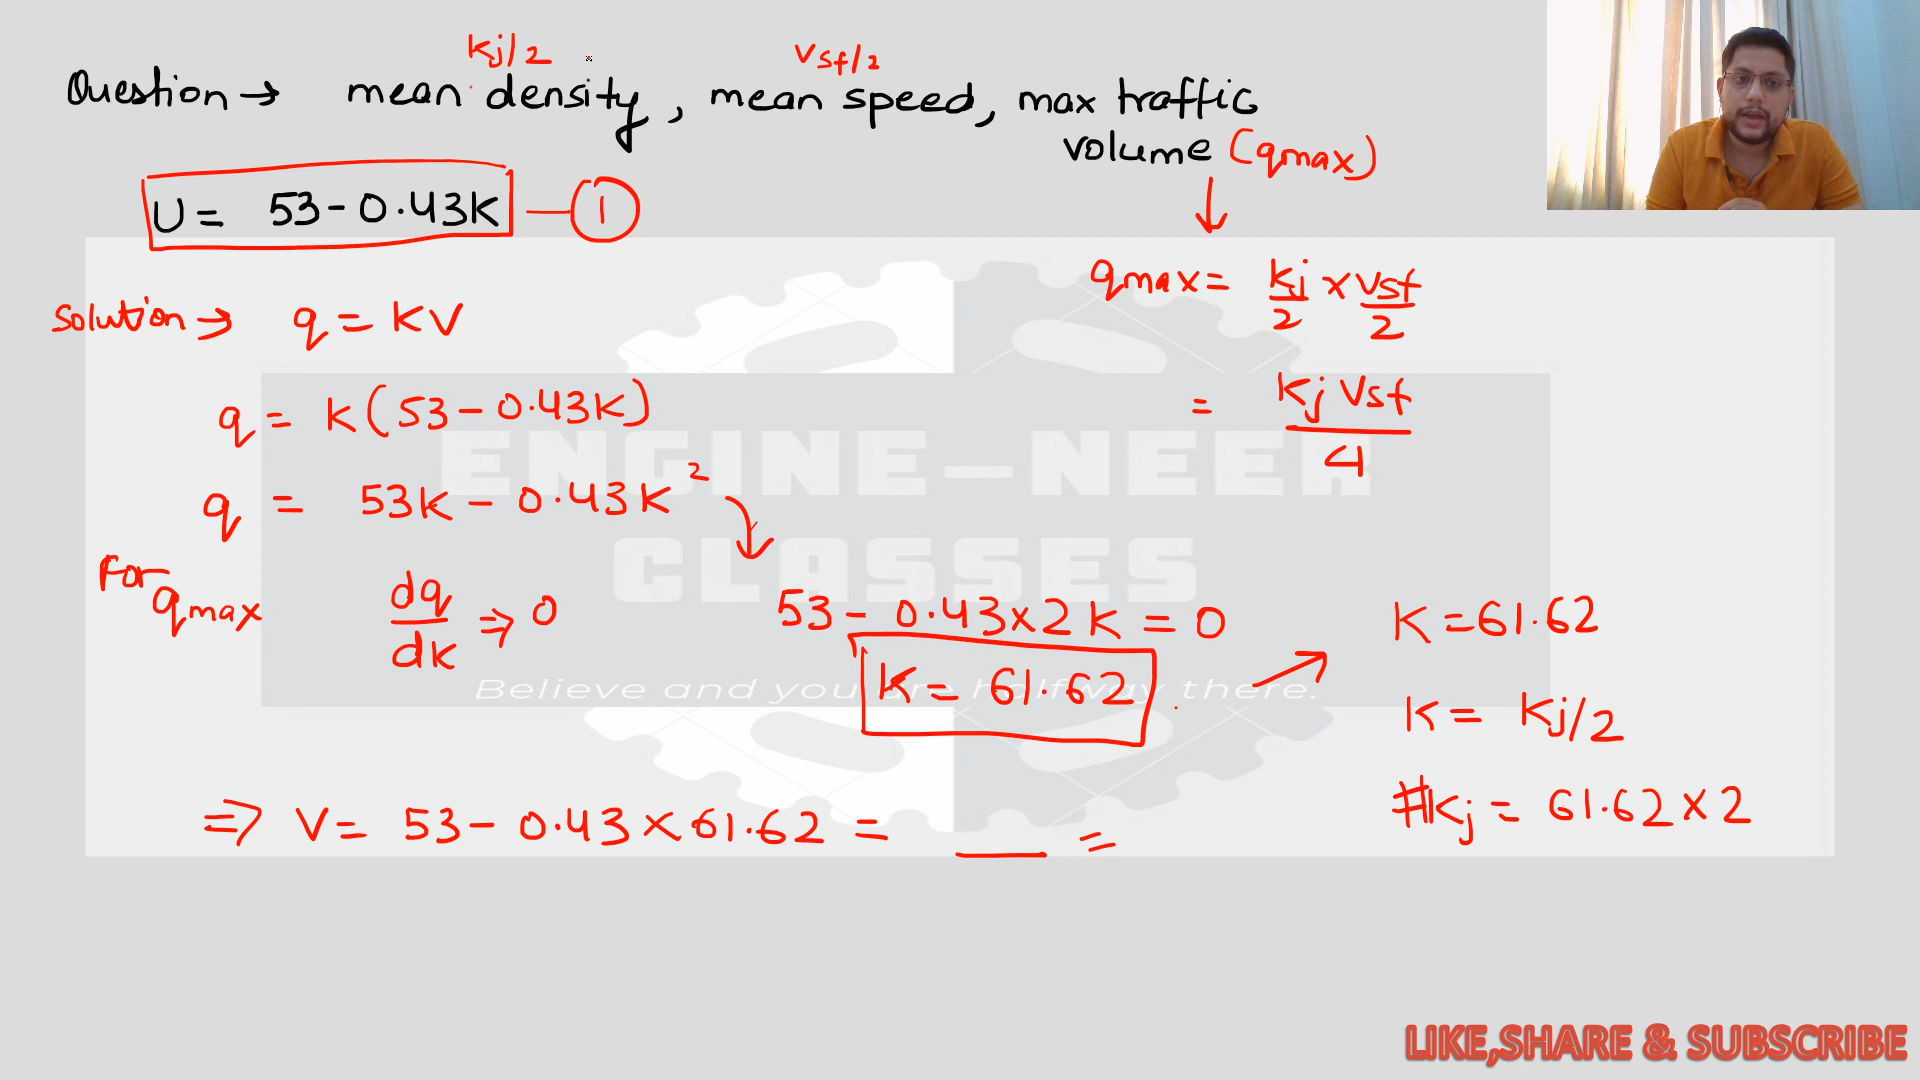 Kj/2 Vsf/2
Question → mean density, mean speed, max traffic
volume (qmax)
U = 53-0.43K — 1
qmax = Kj/2 × Vsf/2
Solution → q = KV
= Kj Vsf/4
q = K(53-0.43K)
q = 53K - 0.43K²
ENGINE-NEER
CLASSES
For qmax dq/dK ⇒ 0
53 - 0.43×2K = 0
K = 61.62
K = 61.62
Believe and you are halfway there.
K = Kj/2
#Kj = 61.62×2
⇒ V = 53 - 0.43 × 61.62 = __ =
LIKE,SHARE & SUBSCRIBE